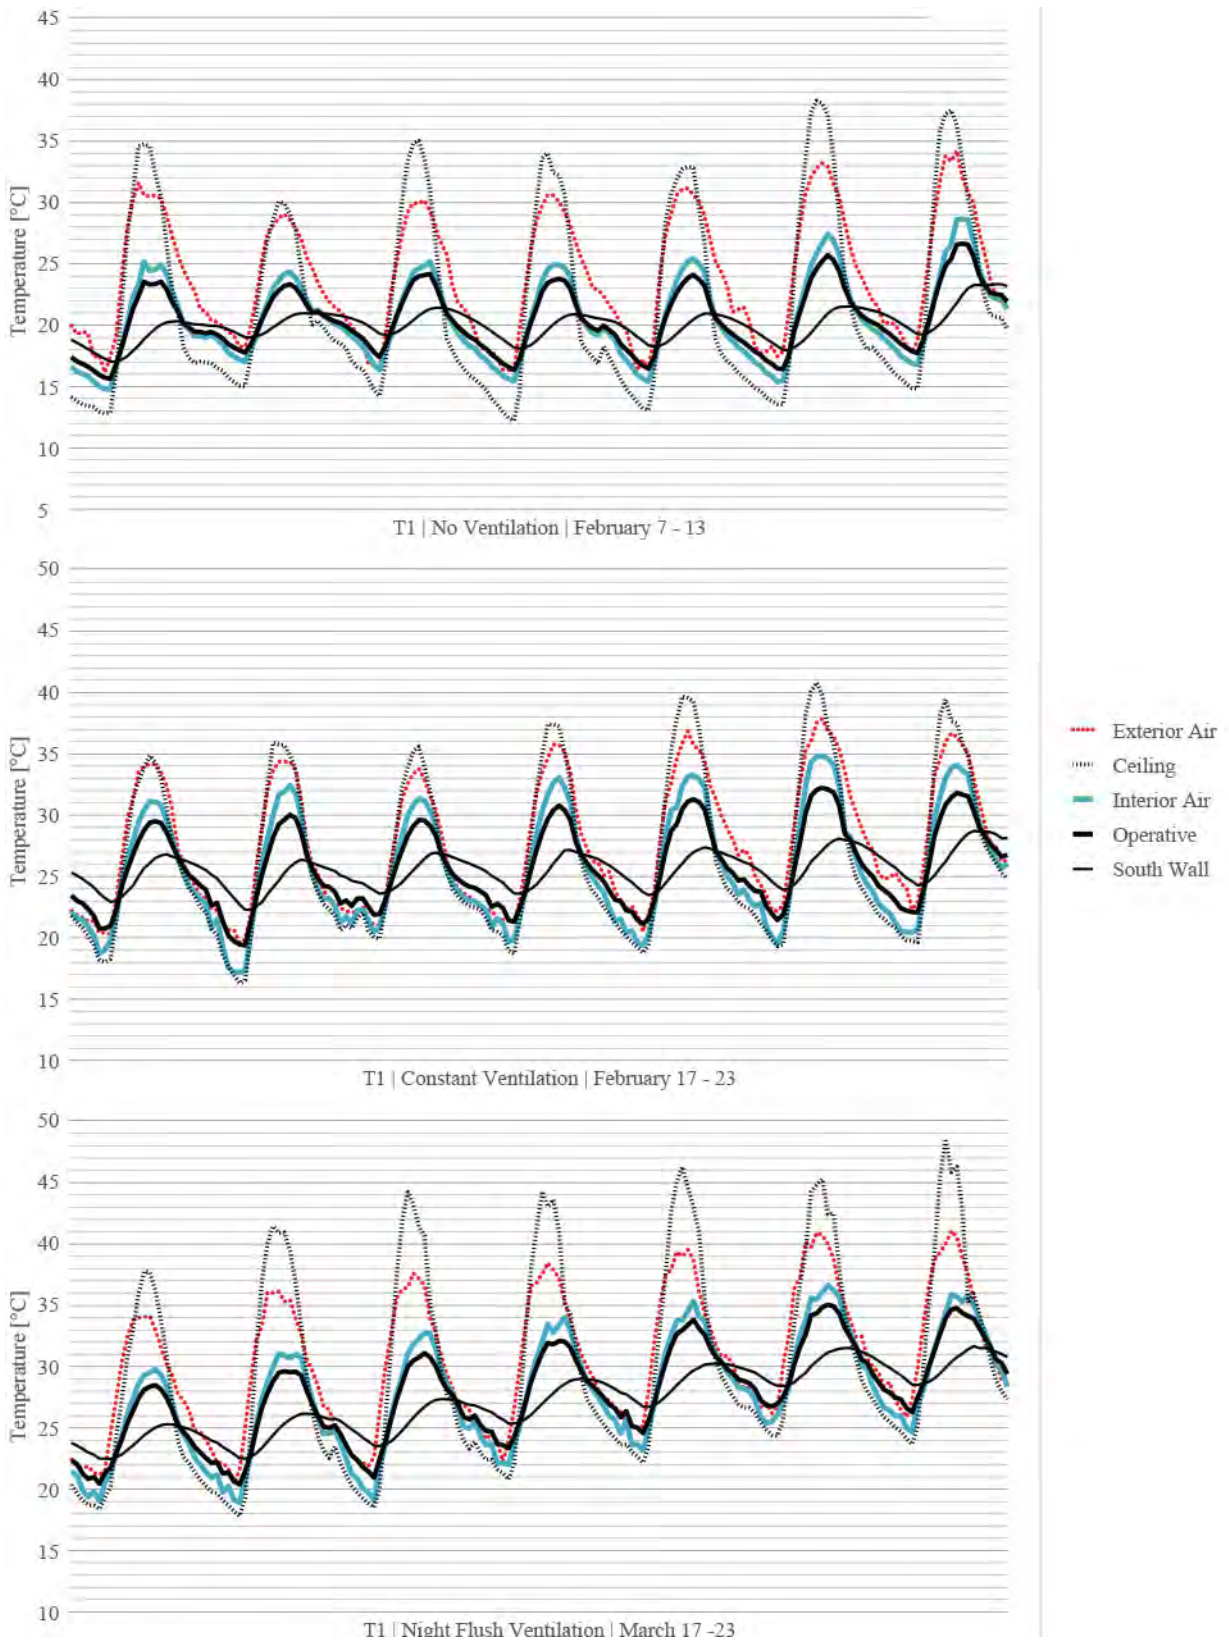 45
40
35
30
25
20
15
10
5
Temperature [°C]
T1 | No Ventilation | February 7 - 13
50
45
40
35
30
25
20
15
10
Temperature [°C]
T1 | Constant Ventilation | February 17 - 23
Exterior Air
Ceiling
Interior Air
Operative
South Wall
50
45
40
35
30
25
20
15
10
Temperature [°C]
T1 | Night Flush Ventilation | March 17 -23